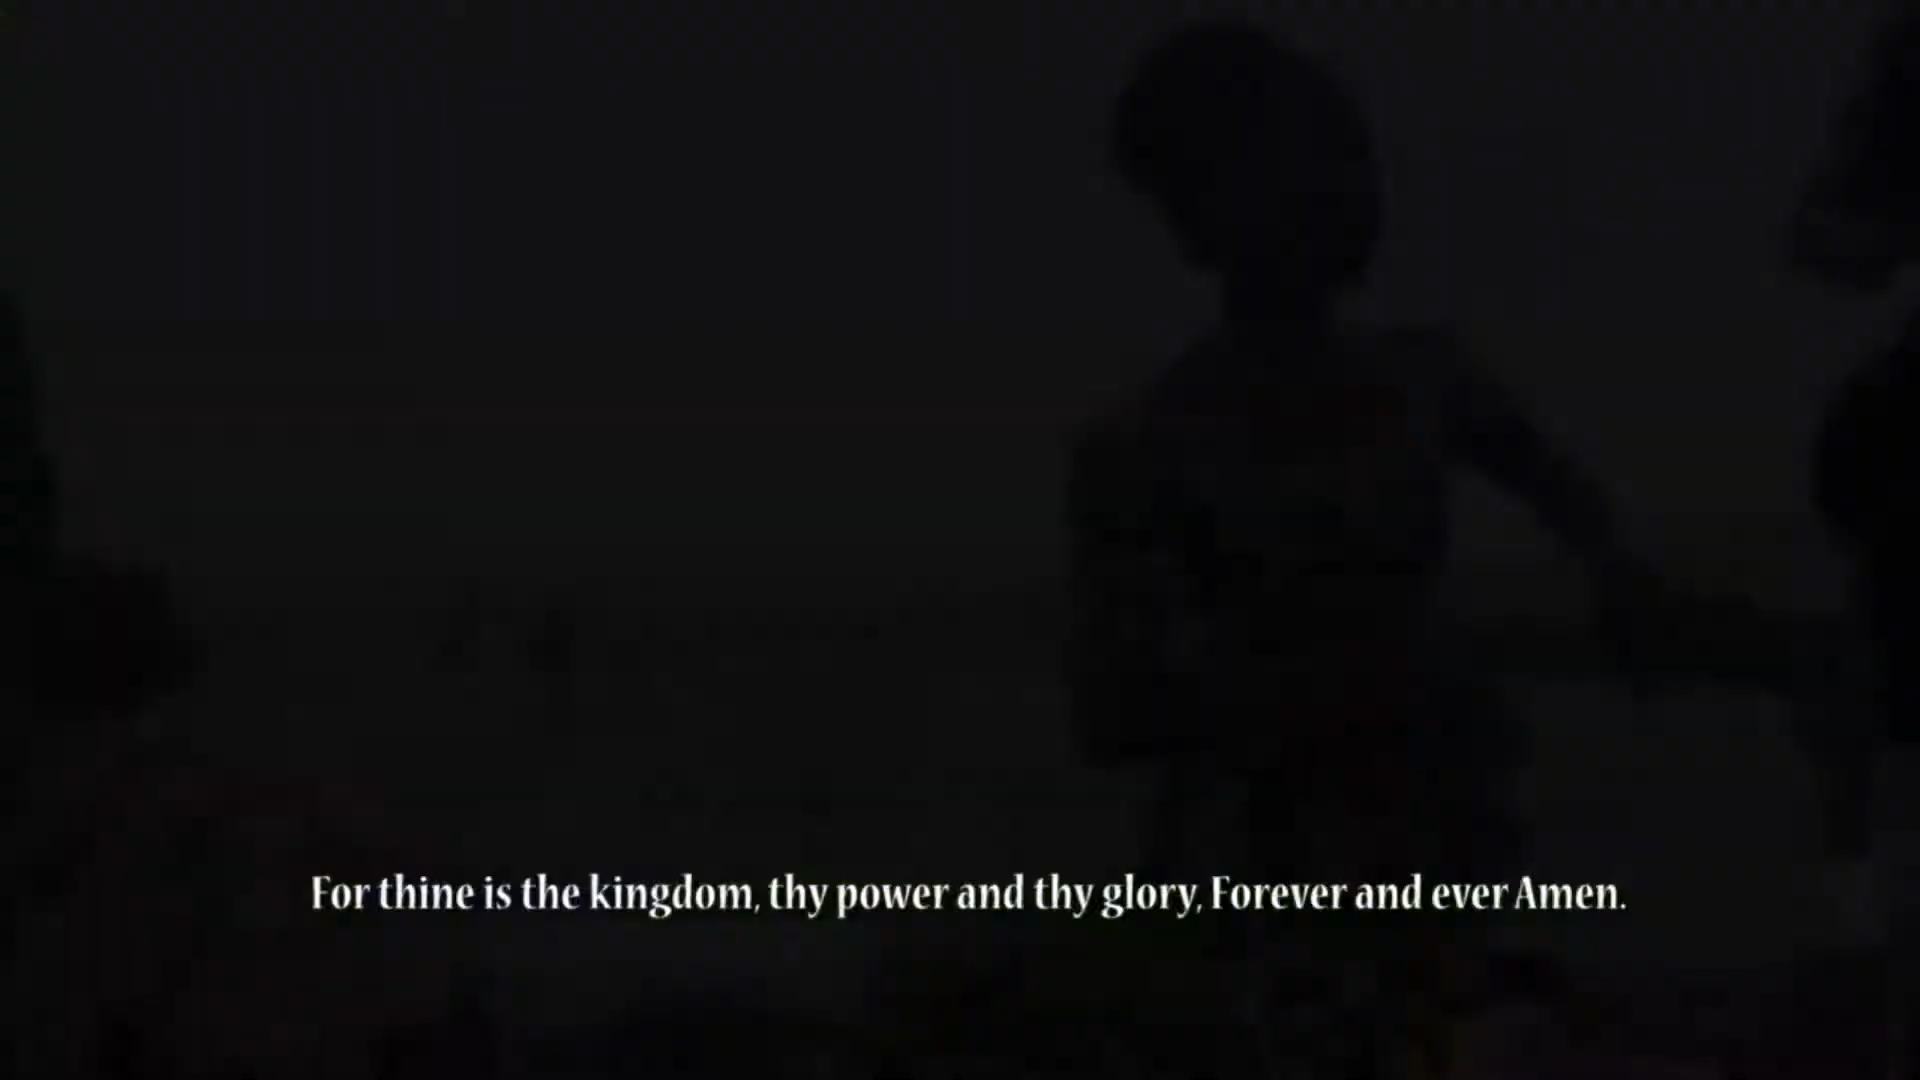 For thine is the kingdom, thy power and thy glory, Forever and ever Amen.